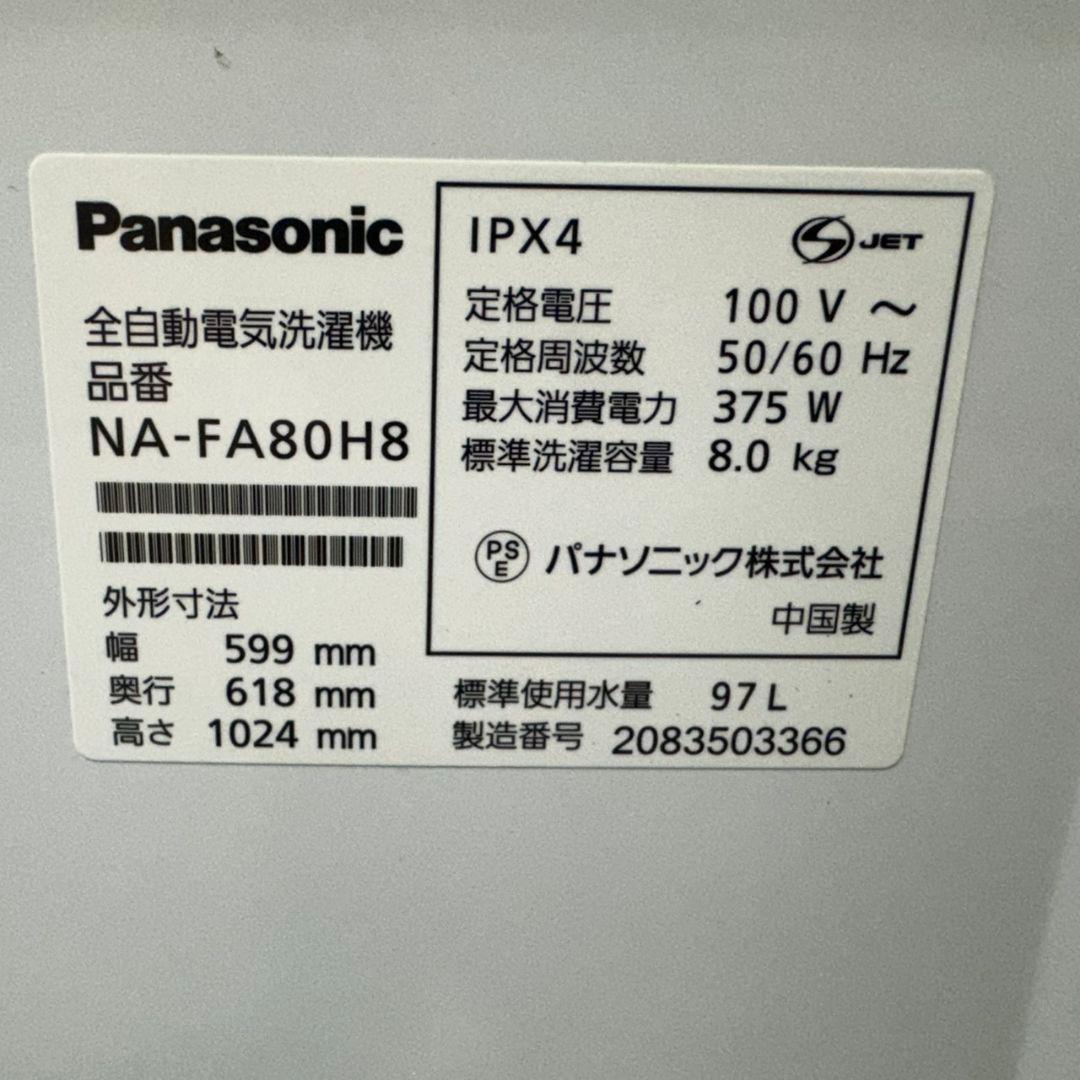 Panasonic
全自動電気洗濯機
品番
NA-FA80H8
外形寸法
幅 599 mm
奥行 618 mm
高さ 1024 mm
IPX4
S JET
定格電圧 100 V ～
定格周波数 50/60 Hz
最大消費電力 375 W
標準洗濯容量 8.0 kg
PS
E
パナソニック株式会社
中国製
標準使用水量 97 L
製造番号 2083503366